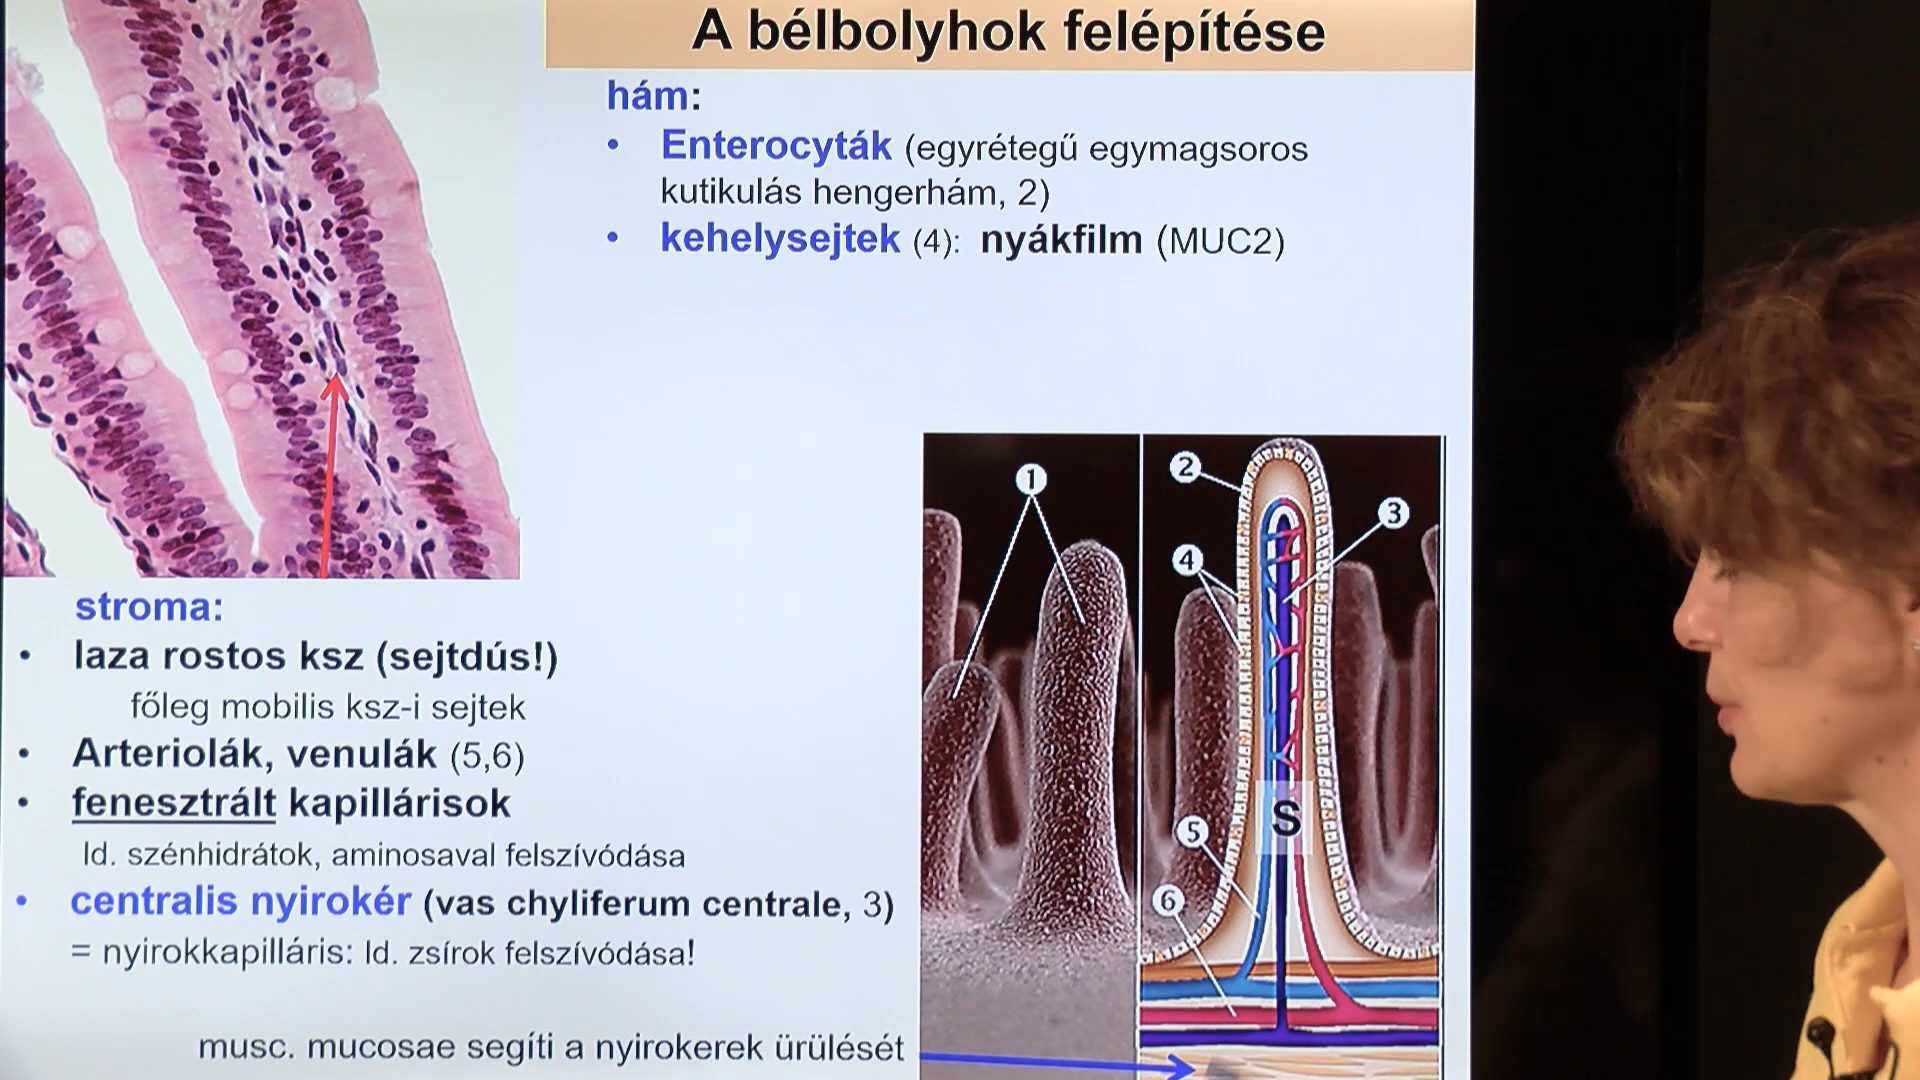 A bélbolyhok felépítése
hám:
• Enterocyták (egyrétegű egymagsoros
kutikulás hengerhám, 2)
• kehelysejtek (4): nyákfilm (MUC2)
stroma:
• laza rostos ksz (sejtdús!)
főleg mobilis ksz-i sejtek
• Arteriolák, venulák (5,6)
• fenesztrált kapillárisok
ld. szénhidrátok, aminosaval felszívódása
• centralis nyirokér (vas chyliferum centrale, 3)
= nyirokkapilláris: ld. zsírok felszívódása!
musc. mucosae segíti a nyirokerek ürülését
1
2
3
4
S
5
6